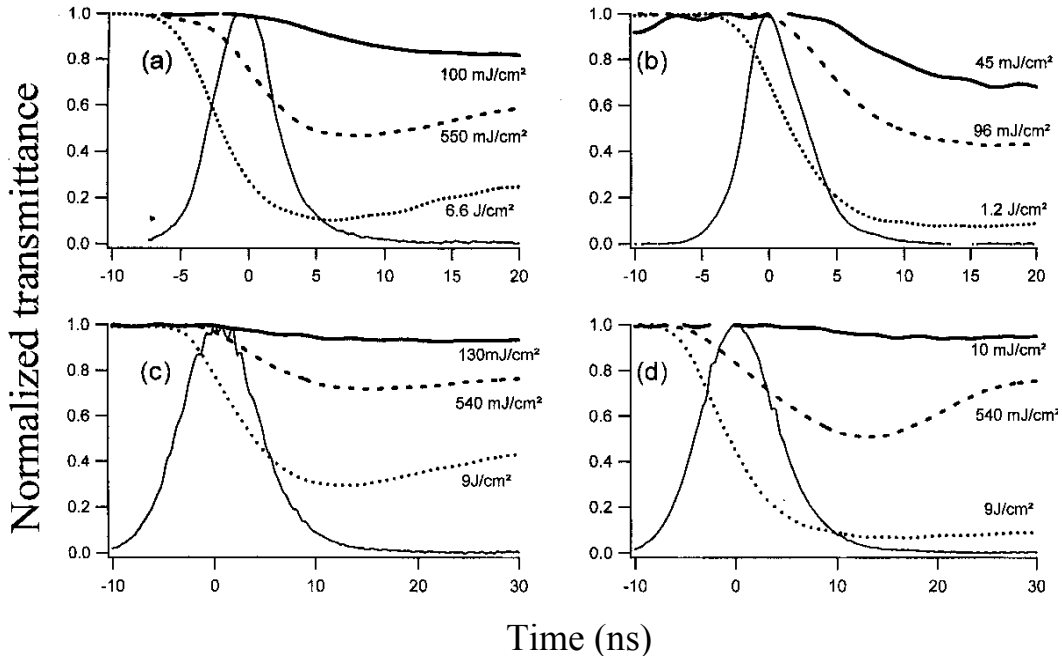 Normalized transmittance
1.0
0.8
0.6
0.4
0.2
0.0
(a)
100 mJ/cm²
550 mJ/cm²
6.6 J/cm²
-10 -5 0 5 10 15 20
1.0
0.8
0.6
0.4
0.2
0.0
(b)
45 mJ/cm²
96 mJ/cm²
1.2 J/cm²
-10 -5 0 5 10 15 20
1.0
0.8
0.6
0.4
0.2
0.0
(c)
130mJ/cm²
540 mJ/cm²
9J/cm²
-10 0 10 20 30
1.0
0.8
0.6
0.4
0.2
0.0
(d)
10 mJ/cm²
540 mJ/cm²
9J/cm²
-10 0 10 20 30
Time (ns)